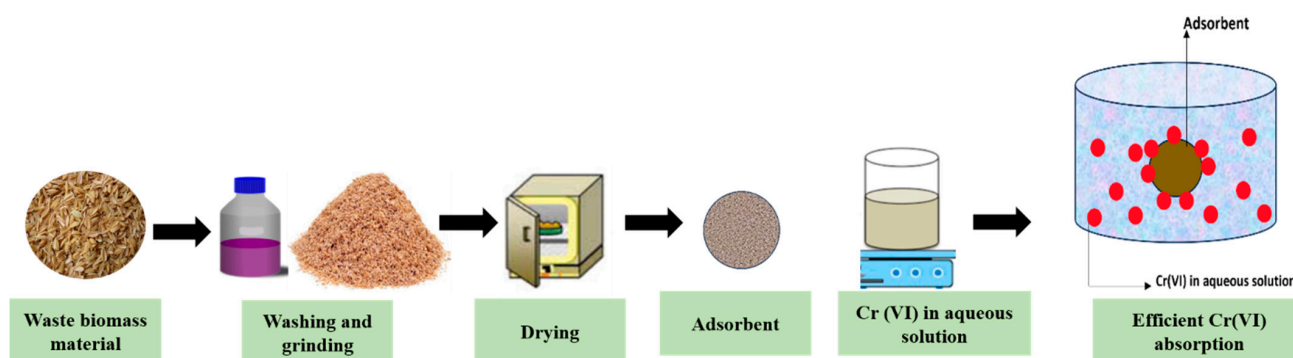 Adsorbent
Cr(VI) in aqueous solution
Waste biomass
material
Washing and
grinding
Drying
Adsorbent
Cr (VI) in aqueous
solution
Efficient Cr(VI)
absorption